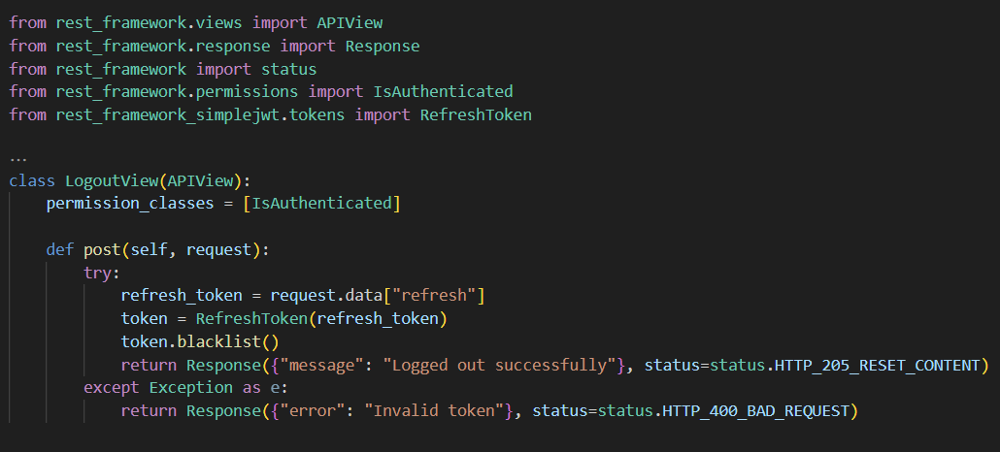 from rest_framework.views import APIView
from rest_framework.response import Response
from rest_framework import status
from rest_framework.permissions import IsAuthenticated
from rest_framework_simplejwt.tokens import RefreshToken

...
class LogoutView(APIView):
    permission_classes = [IsAuthenticated]

    def post(self, request):
        try:
            refresh_token = request.data["refresh"]
            token = RefreshToken(refresh_token)
            token.blacklist()
            return Response({"message": "Logged out successfully"}, status=status.HTTP_205_RESET_CONTENT)
        except Exception as e:
            return Response({"error": "Invalid token"}, status=status.HTTP_400_BAD_REQUEST)